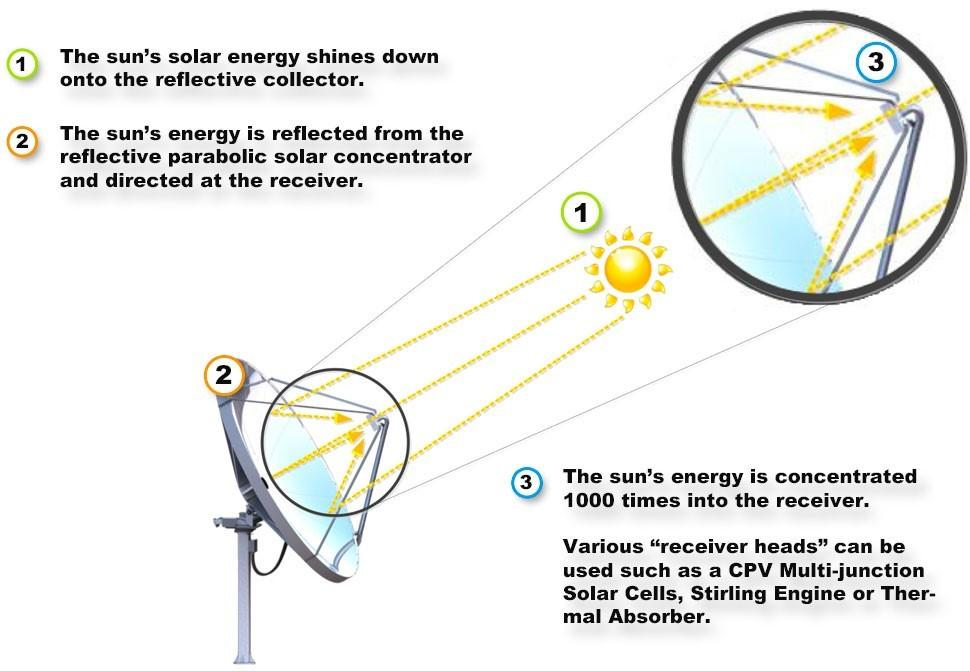 1
The sun's solar energy shines down
onto the reflective collector.
2
The sun's energy is reflected from the
reflective parabolic solar concentrator
and directed at the receiver.
3
1
2
3
The sun's energy is concentrated
1000 times into the receiver.
Various “receiver heads” can be
used such as a CPV Multi-junction
Solar Cells, Stirling Engine or Ther-
mal Absorber.